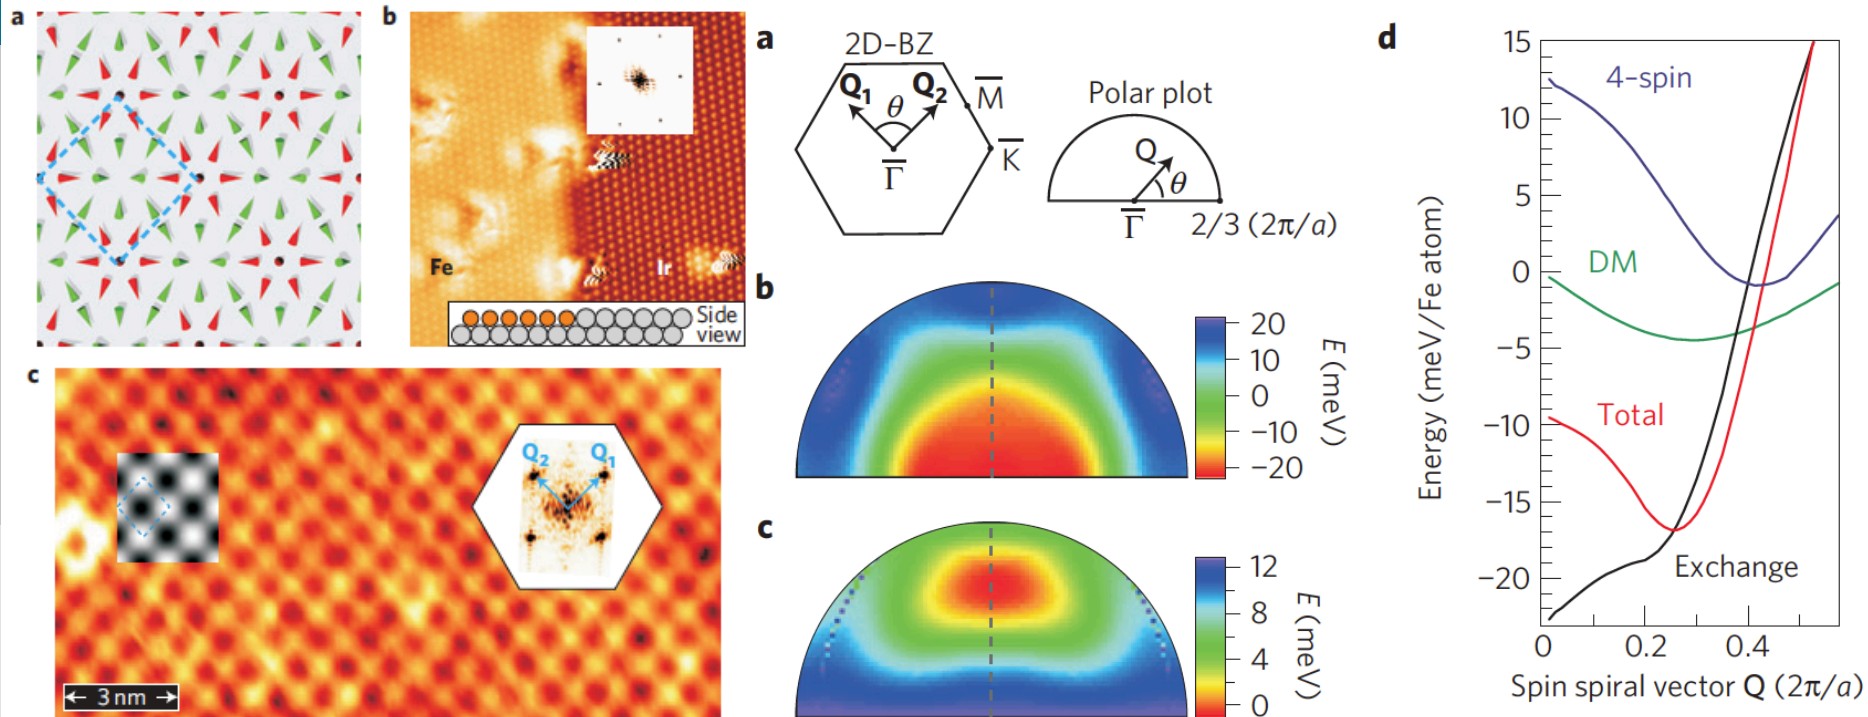 a
b
Fe
Ir
Side
view
c
Q₂
Q₁
3 nm
a
2D-BZ
Q₁
Q₂
θ
M̅
K̅
Γ̅
Polar plot
Q
θ
Γ̅
2/3 (2π/a)
b
20
10
0
−10
−20
E (meV)
c
12
8
4
0
E (meV)
d
15
10
5
0
−5
−10
−15
−20
Energy (meV/Fe atom)
4-spin
DM
Total
Exchange
0
0.2
0.4
Spin spiral vector Q (2π/a)